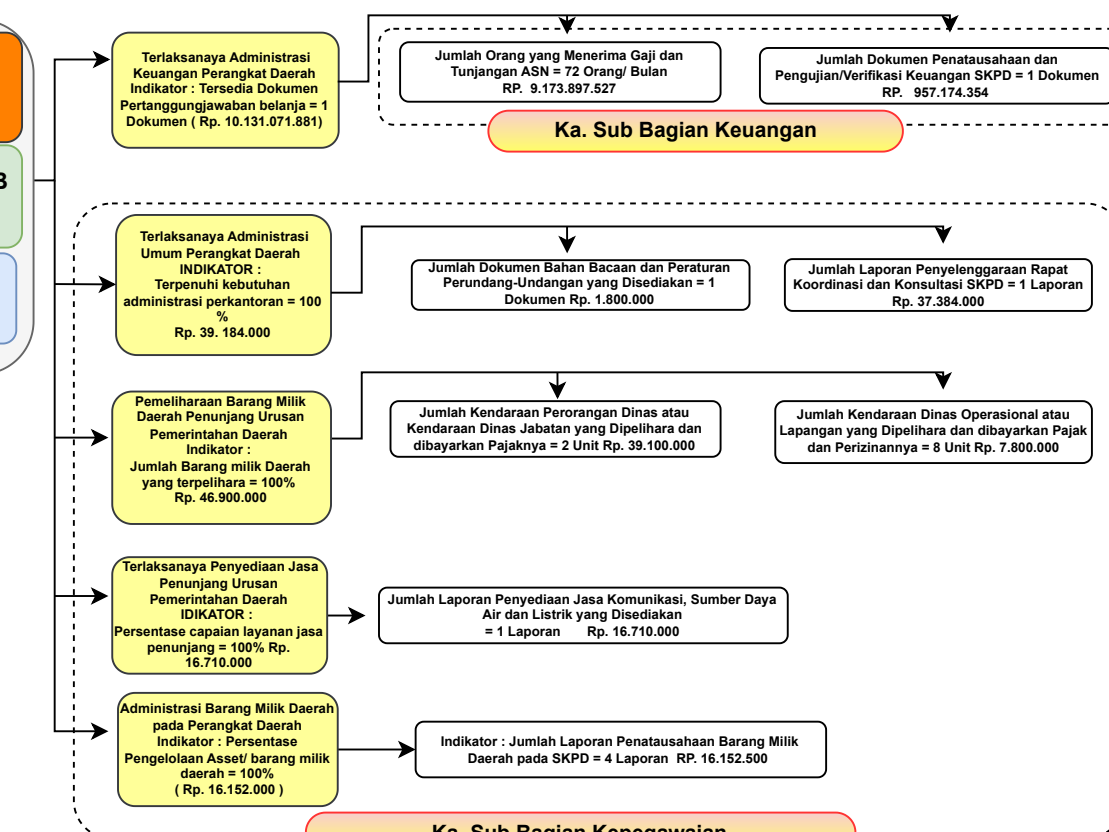 3
Terlaksanaya Administrasi
Keuangan Perangkat Daerah
Indikator : Tersedia Dokumen
Pertanggungjawaban belanja = 1
Dokumen ( Rp. 10.131.071.881)
Jumlah Orang yang Menerima Gaji dan
Tunjangan ASN = 72 Orang/ Bulan
RP. 9.173.897.527
Jumlah Dokumen Penatausahaan dan
Pengujian/Verifikasi Keuangan SKPD = 1 Dokumen
RP. 957.174.354
Ka. Sub Bagian Keuangan
Terlaksanaya Administrasi
Umum Perangkat Daerah
INDIKATOR :
Terpenuhi kebutuhan
administrasi perkantoran = 100
%
Rp. 39. 184.000
Jumlah Dokumen Bahan Bacaan dan Peraturan
Perundang-Undangan yang Disediakan = 1
Dokumen Rp. 1.800.000
Jumlah Laporan Penyelenggaraan Rapat
Koordinasi dan Konsultasi SKPD = 1 Laporan
Rp. 37.384.000
Pemeliharaan Barang Milik
Daerah Penunjang Urusan
Pemerintahan Daerah
Indikator :
Jumlah Barang milik Daerah
yang terpelihara = 100%
Rp. 46.900.000
Jumlah Kendaraan Perorangan Dinas atau
Kendaraan Dinas Jabatan yang Dipelihara dan
dibayarkan Pajaknya = 2 Unit Rp. 39.100.000
Jumlah Kendaraan Dinas Operasional atau
Lapangan yang Dipelihara dan dibayarkan Pajak
dan Perizinannya = 8 Unit Rp. 7.800.000
Terlaksanaya Penyediaan Jasa
Penunjang Urusan
Pemerintahan Daerah
IDIKATOR :
Persentase capaian layanan jasa
penunjang = 100% Rp.
16.710.000
Jumlah Laporan Penyediaan Jasa Komunikasi, Sumber Daya
Air dan Listrik yang Disediakan
= 1 Laporan Rp. 16.710.000
Administrasi Barang Milik Daerah
pada Perangkat Daerah
Indikator : Persentase
Pengelolaan Asset/ barang milik
daerah = 100%
( Rp. 16.152.000 )
Indikator : Jumlah Laporan Penatausahaan Barang Milik
Daerah pada SKPD = 4 Laporan RP. 16.152.500
Ka. Sub Bagian Kepegawaian